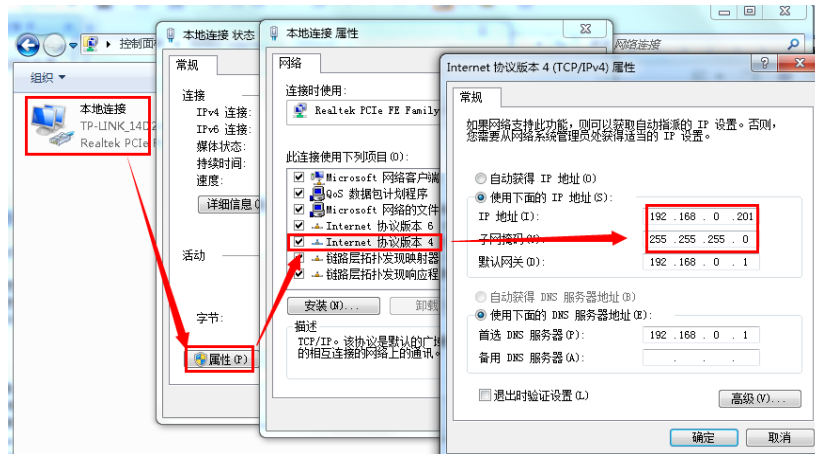 控制面
网络连接
组织
本地连接
TP-LINK_14D2
Realtek PCIe
本地连接 状态
常规
连接
IPv4 连接:
IPv6 连接:
媒体状态:
持续时间:
速度:
详细信息(
活动
字节:
属性(P)
本地连接 属性
网络
连接时使用:
Realtek PCIe FE Family
此连接使用下列项目(O):
Microsoft 网络客户端
QoS 数据包计划程序
Microsoft 网络的文件
Internet 协议版本 6
Internet 协议版本 4
链路层拓扑发现映射器
链路层拓扑发现响应程
安装(N)...
卸载
描述
TCP/IP。该协议是默认的广域
的相互连接的网络上的通讯。
Internet 协议版本 4 (TCP/IPv4) 属性
常规
如果网络支持此功能，则可以获取自动指派的 IP 设置。否则，
您需要从网络系统管理员处获得适当的 IP 设置。
自动获得 IP 地址(O)
使用下面的 IP 地址(S):
IP 地址(I): 192 . 168 . 0 . 201
子网掩码(U): 255 . 255 . 255 . 0
默认网关(D): 192 . 168 . 0 . 1
自动获得 DNS 服务器地址(B)
使用下面的 DNS 服务器地址(E):
首选 DNS 服务器(P): 192 . 168 . 0 . 1
备用 DNS 服务器(A): . . .
退出时验证设置(L)
高级(V)...
确定
取消